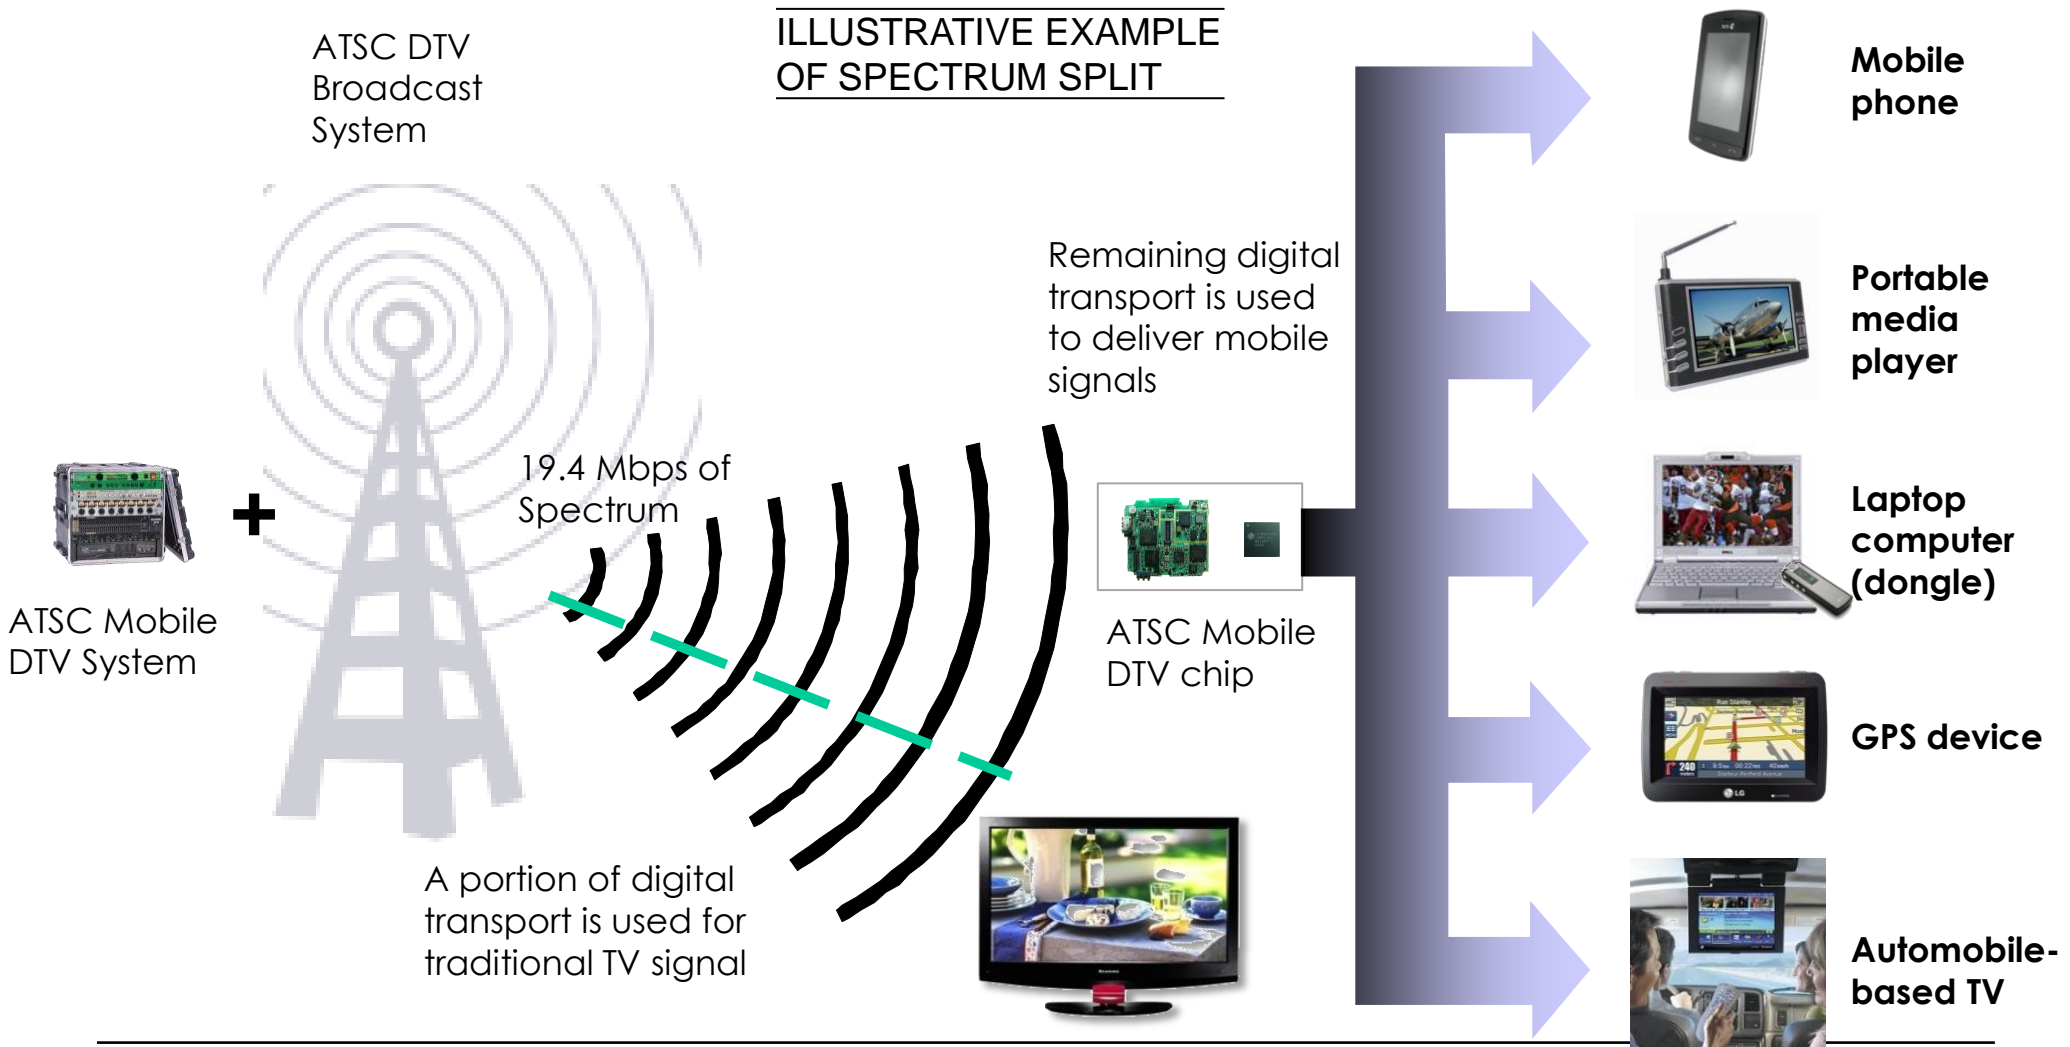 ILLUSTRATIVE EXAMPLE
OF SPECTRUM SPLIT
ATSC DTV
Broadcast
System
19.4 Mbps of
Spectrum
ATSC Mobile
DTV System
A portion of digital
transport is used for
traditional TV signal
Remaining digital
transport is used
to deliver mobile
signals
ATSC Mobile
DTV chip
Mobile
phone
Portable
media
player
Laptop
computer
(dongle)
GPS device
240
LG
Automobile-
based TV